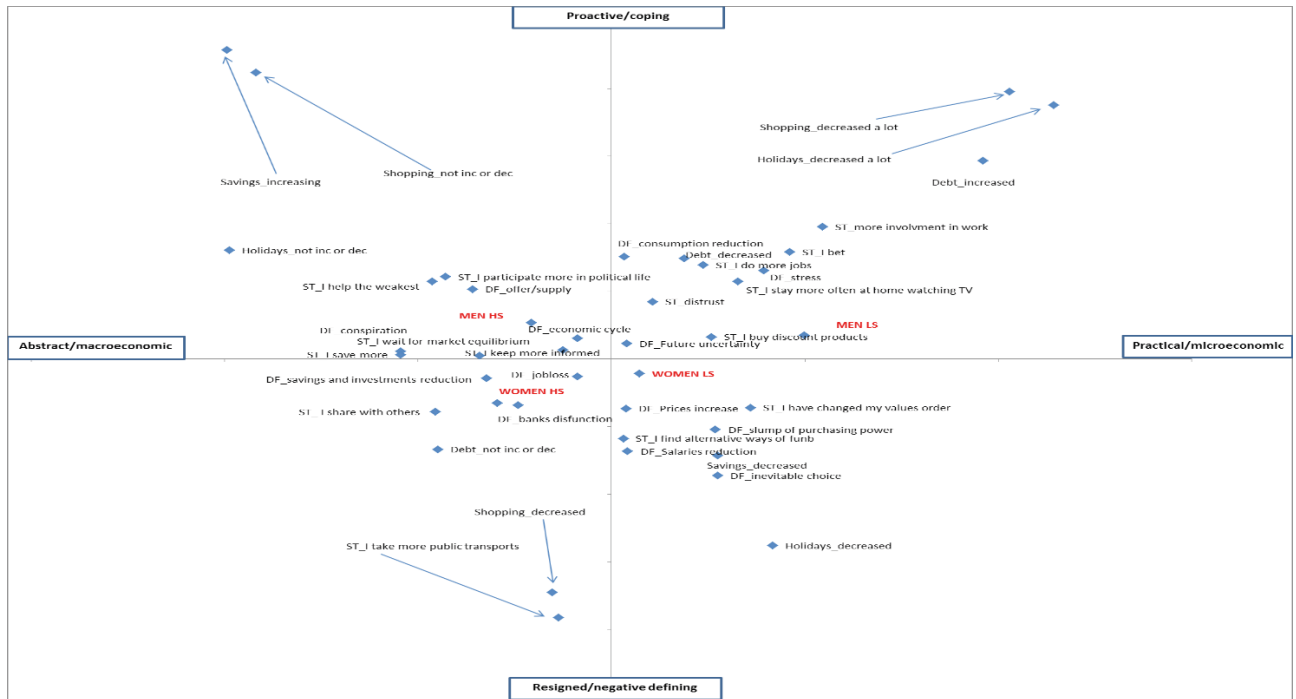 Proactive/coping
Shopping_decreased a lot
Holidays_decreased a lot
Shopping_not inc or dec
Savings_increasing
Debt_increased
ST_more involvment in work
DF_consumption reduction
Holidays_not inc or dec
Debt_decreased
ST_I bet
ST_I do more jobs
ST_I participate more in political life
DF_stress
ST_I help the weakest
DF_offer/supply
ST_I stay more often at home watching TV
ST_distrust
MEN HS
MEN LS
DF_conspiration
DF_economic cycle
ST_I buy discount products
ST_I wait for market equilibrium
DF_Future uncertainty
Abstract/macroeconomic
Practical/microeconomic
ST_I save more
ST_I keep more informed
DF_jobloss
WOMEN LS
DF_savings and investments reduction
WOMEN HS
ST_I share with others
DF_banks disfunction
DF_Prices increase
ST_I have changed my values order
DF_slump of purchasing power
ST_I find alternative ways of funb
Debt_not inc or dec
DF_Salaries reduction
Savings_decreased
DF_inevitable choice
Shopping_decreased
ST_I take more public transports
Holidays_decreased
Resigned/negative defining